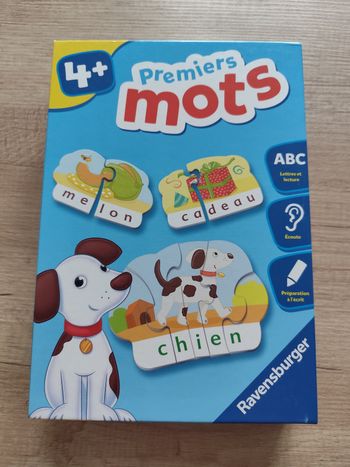 4+
Premiers
mots
melon
cadeau
chien
ABC
Lettres et
lecture
Écoute
Préparation
à l'écrit
Ravensburger